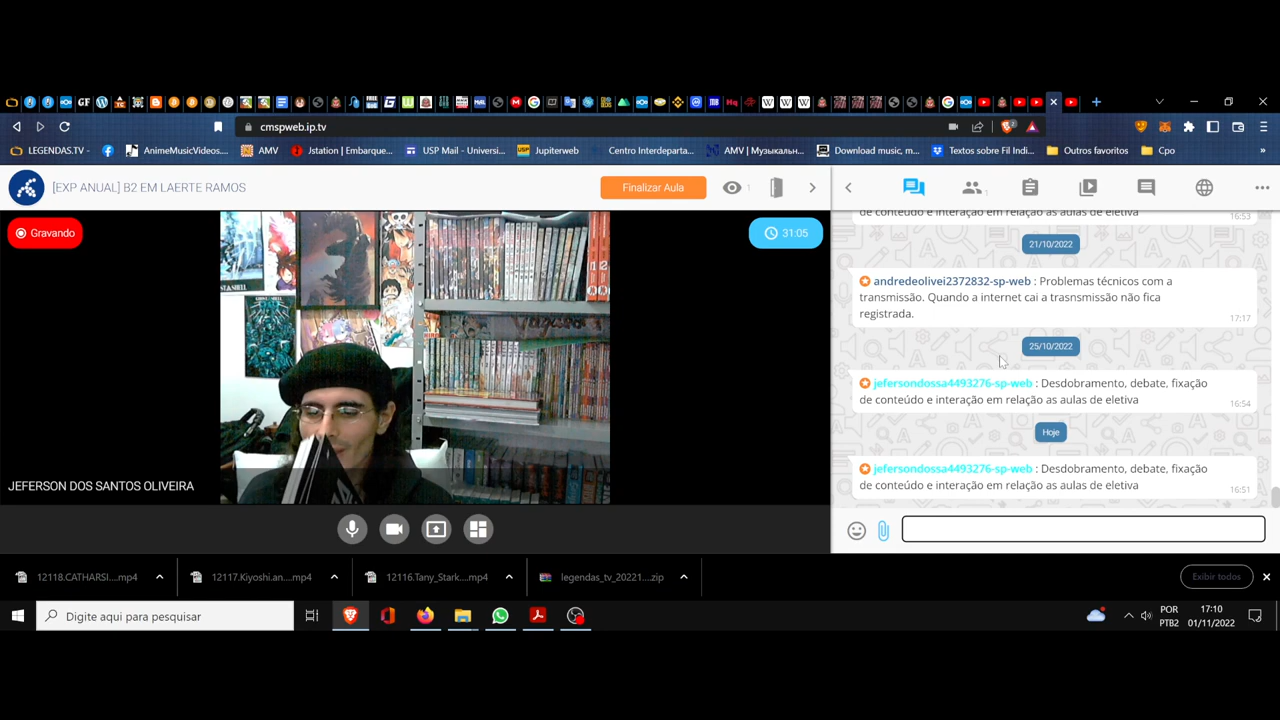 cmspweb.ip.tv
2
LEGENDAS.TV -
AnimeMusicVideos....
AMV
Jstation | Embarque...
USP Mail - Universi...
Jupiterweb
Centro Interdeparta...
AMV | Музыкальн...
Download music, m...
Textos sobre Fil Indi...
Outros favoritos
Cpo
»
[EXP ANUAL] B2 EM LAERTE RAMOS
Finalizar Aula
1
1
Gravando
31:05
JEFERSON DOS SANTOS OLIVEIRA
de conteúdo e interação em relação as aulas de eletiva
16:53
21/10/2022
andredeolivei2372832-sp-web : Problemas técnicos com a
transmissão. Quando a internet cai a trasnsmissão não fica
registrada.
17:17
25/10/2022
jefersondossa4493276-sp-web : Desdobramento, debate, fixação
de conteúdo e interação em relação as aulas de eletiva
16:54
Hoje
jefersondossa4493276-sp-web : Desdobramento, debate, fixação
de conteúdo e interação em relação as aulas de eletiva
16:51
12118.CATHARSI....mp4
12117.Kiyoshi.an....mp4
12116.Tany_Stark....mp4
legendas_tv_20221....zip
Exibir todos
Digite aqui para pesquisar
POR
PTB2
17:10
01/11/2022